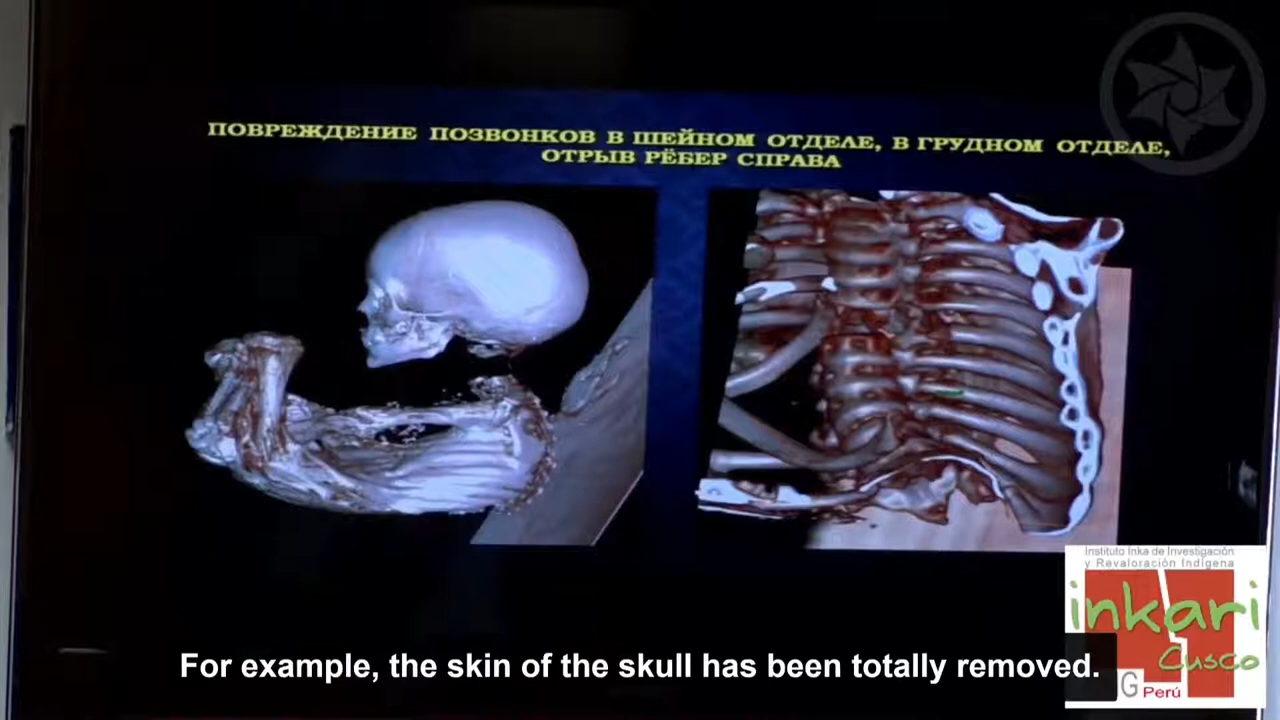 ПОВРЕЖДЕНИЕ ПОЗВОНКОВ В ШЕЙНОМ ОТДЕЛЕ, В ГРУДНОМ ОТДЕЛЕ,
ОТРЫВ РЁБЕР СПРАВА
Instituto Inka de Investigación
y Revaloración Indígena
inkari
Cusco
G Perú
For example, the skin of the skull has been totally removed.